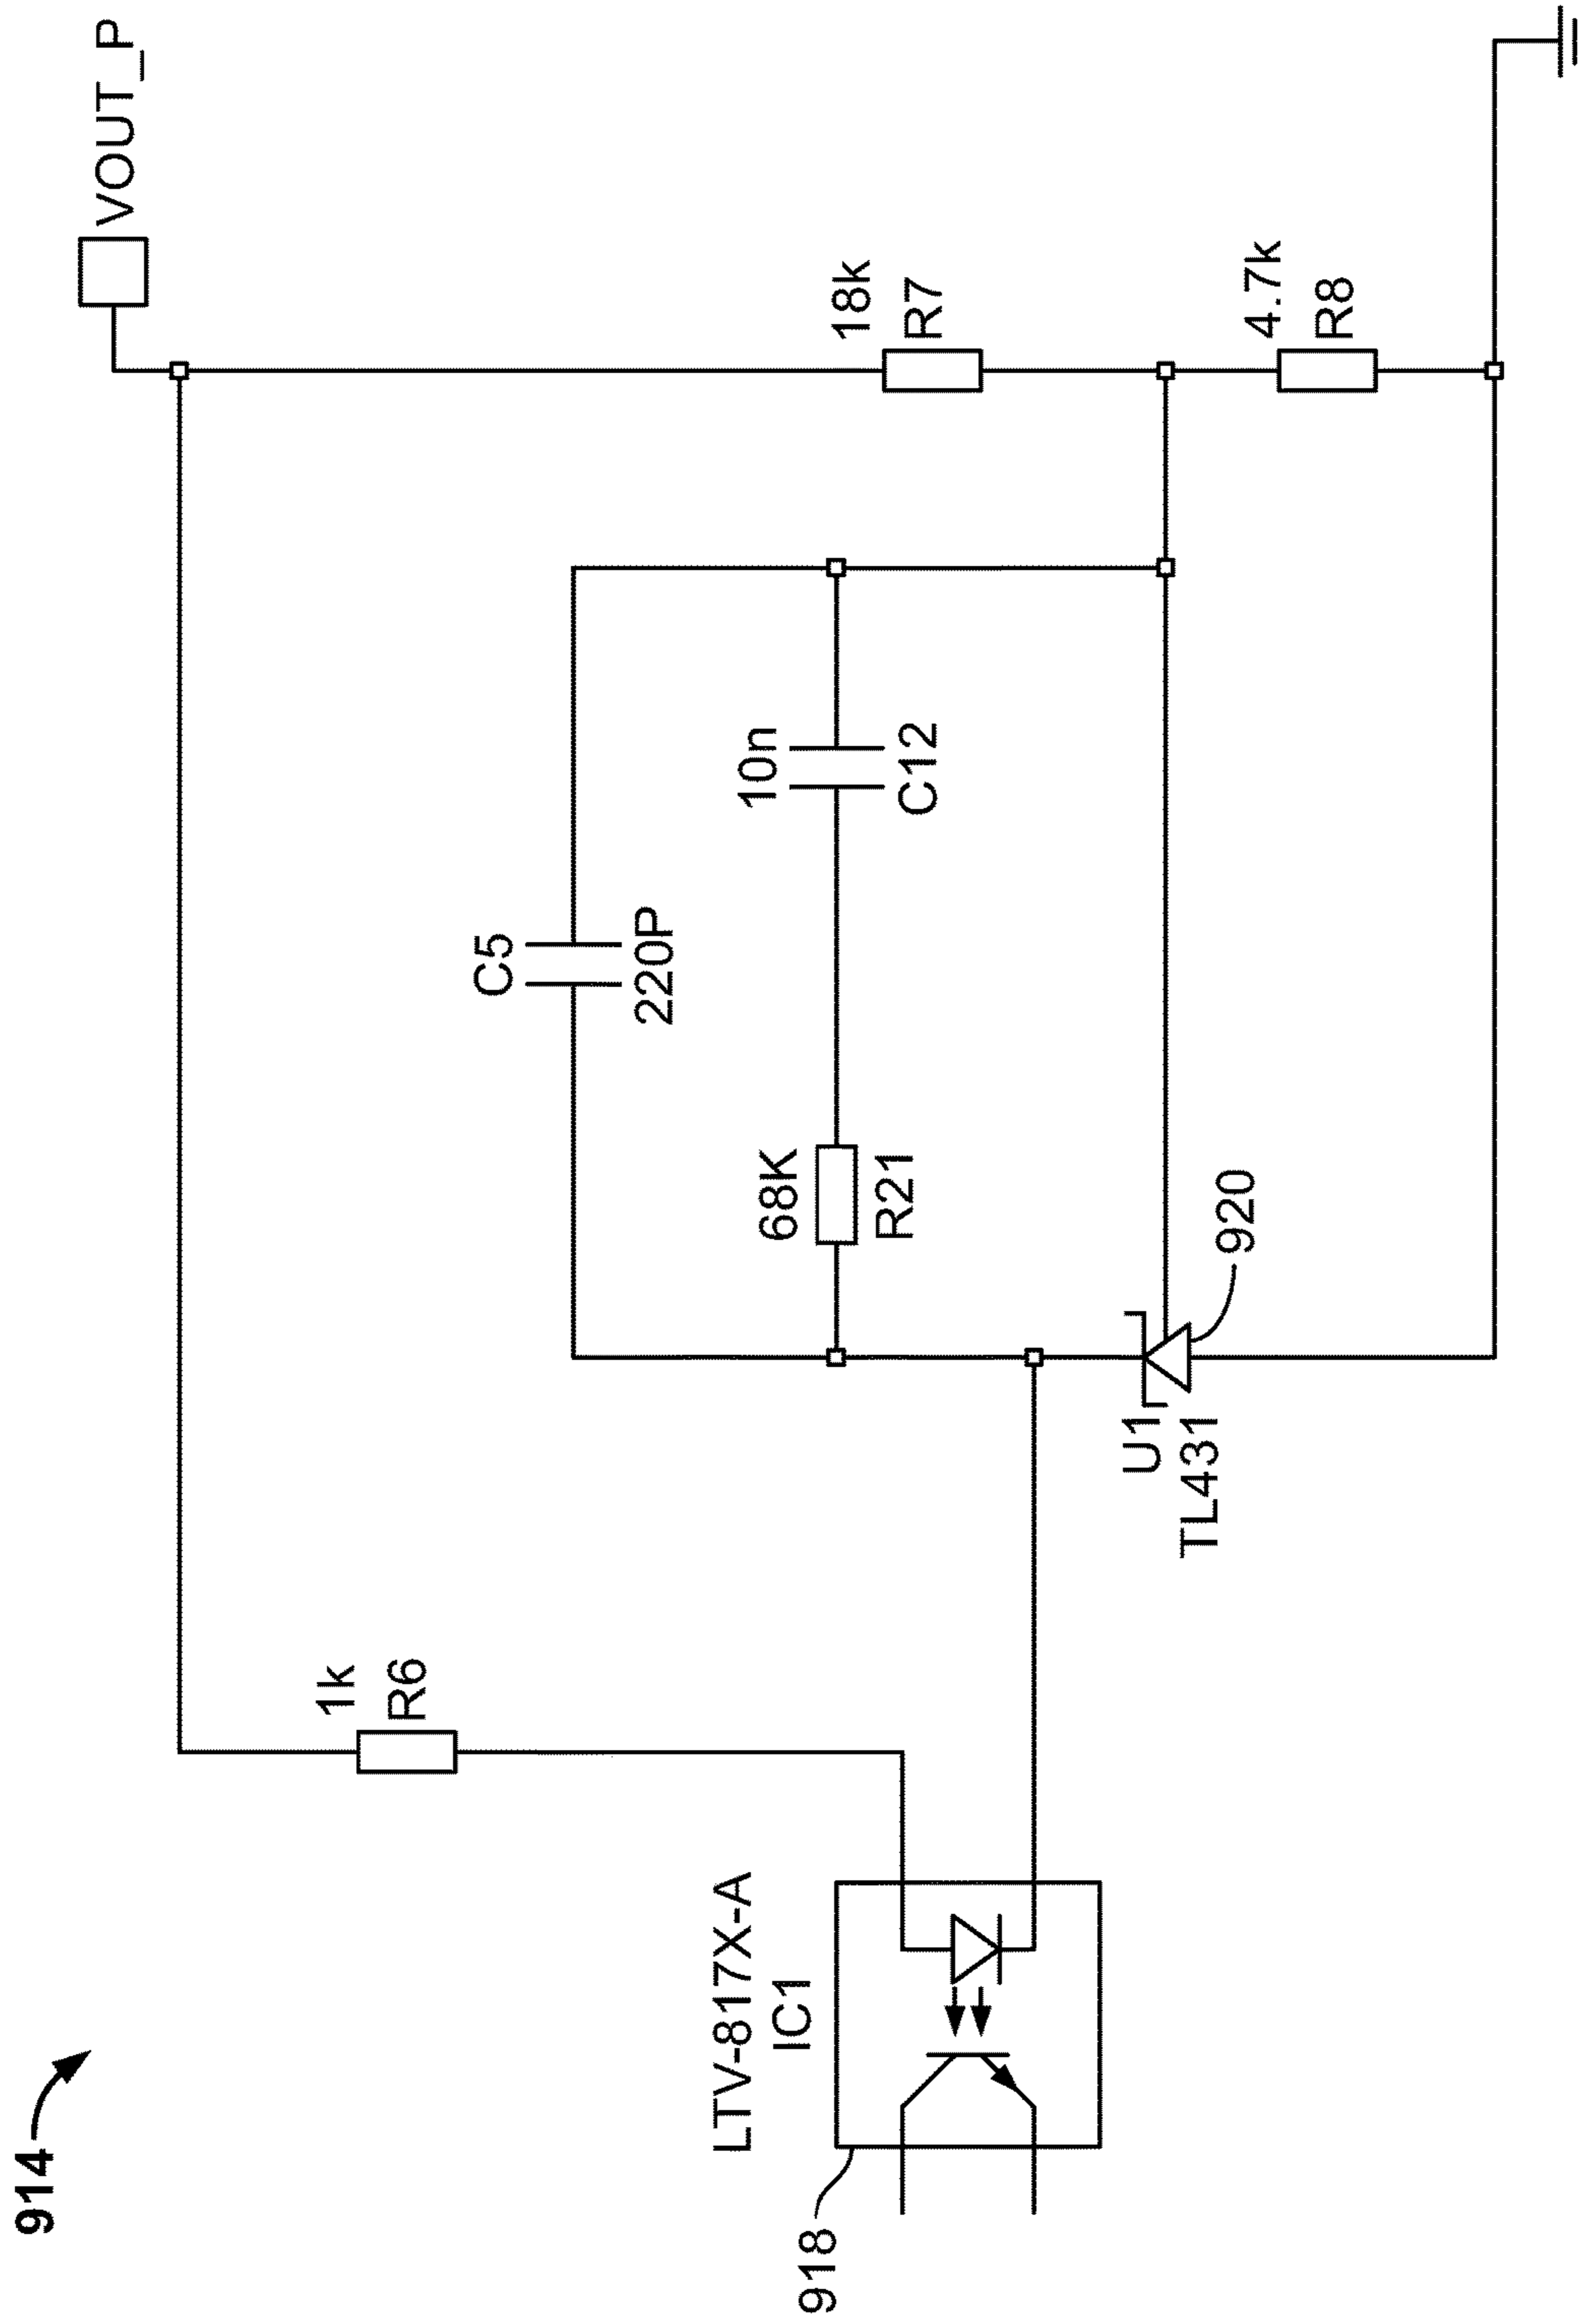 914
VOUT_P
1k
R6
C5
220P
18k
R7
10n
C12
68K
R21
LTV-817X-A
IC1
918
U1
TL431
920
4.7k
R8